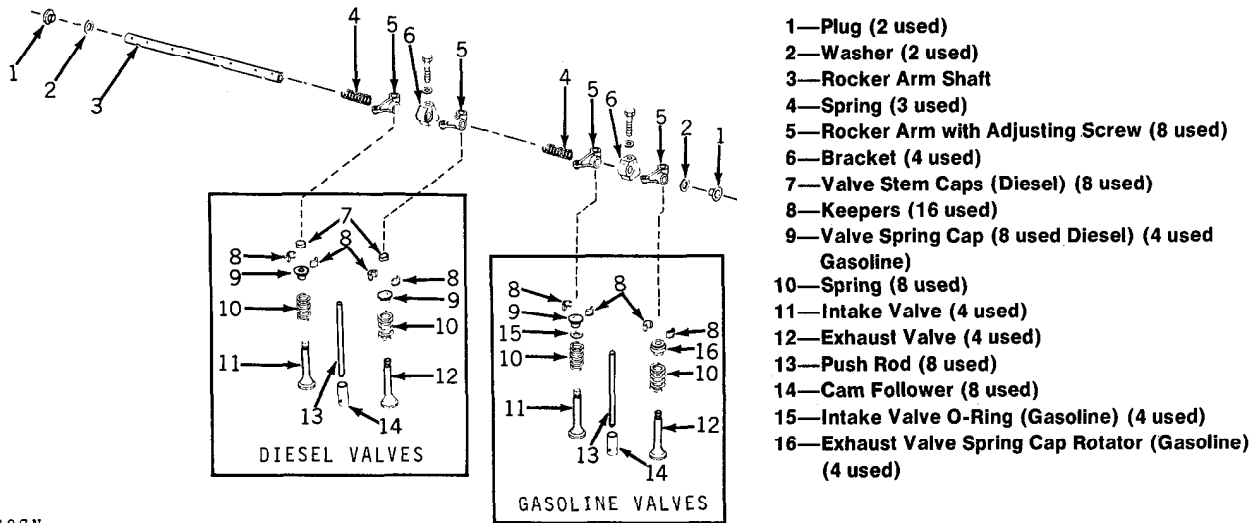 4 5 6 5
1 2 3
4 5 6 5 2 1
7
8 8 8
9 9
10 10
11 12
13
14
DIESEL VALVES
8 8 8
9
15 16
10 10
11 12
13
14
GASOLINE VALVES
1—Plug (2 used)
2—Washer (2 used)
3—Rocker Arm Shaft
4—Spring (3 used)
5—Rocker Arm with Adjusting Screw (8 used)
6—Bracket (4 used)
7—Valve Stem Caps (Diesel) (8 used)
8—Keepers (16 used)
9—Valve Spring Cap (8 used Diesel) (4 used
Gasoline)
10—Spring (8 used)
11—Intake Valve (4 used)
12—Exhaust Valve (4 used)
13—Push Rod (8 used)
14—Cam Follower (8 used)
15—Intake Valve O-Ring (Gasoline) (4 used)
16—Exhaust Valve Spring Cap Rotator (Gasoline)
(4 used)